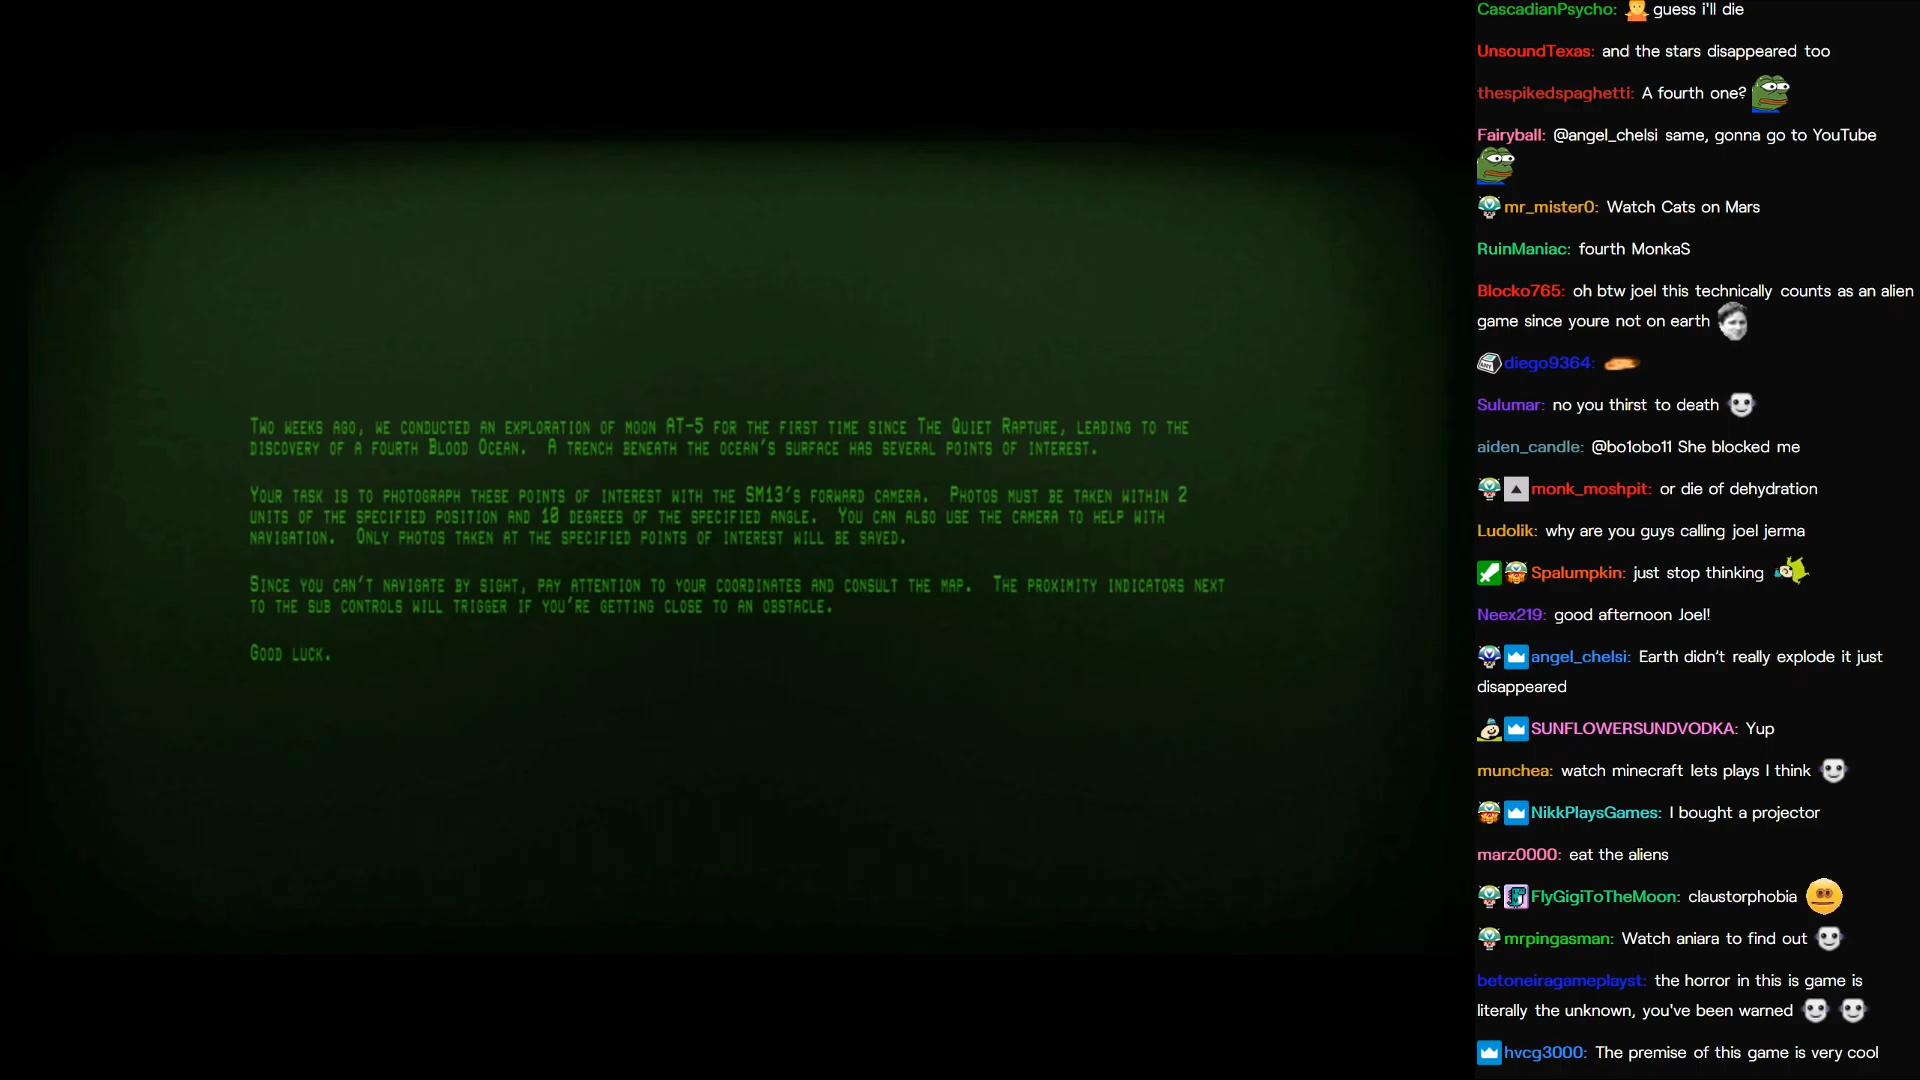 Two weeks ago, we conducted an exploration of moon AT-5 for the first time since The Quiet Rapture, leading to the
discovery of a fourth Blood Ocean.  A trench beneath the ocean's surface has several points of interest.
Your task is to photograph these points of interest with the SM13's forward camera.  Photos must be taken within 2
units of the specified position and 10 degrees of the specified angle.  You can also use the camera to help with
navigation.  Only photos taken at the specified points of interest will be saved.
Since you can't navigate by sight, pay attention to your coordinates and consult the map.  The proximity indicators next
to the sub controls will trigger if you're getting close to an obstacle.
Good luck.
CascadianPsycho: guess i'll die
UnsoundTexas: and the stars disappeared too
thespikedspaghetti: A fourth one?
Fairyball: @angel_chelsi same, gonna go to YouTube
mr_mister0: Watch Cats on Mars
RuinManiac: fourth MonkaS
Blocko765: oh btw joel this technically counts as an alien
game since youre not on earth
diego9364:
Sulumar: no you thirst to death
aiden_candle: @bo1obo11 She blocked me
monk_moshpit: or die of dehydration
Ludolik: why are you guys calling joel jerma
Spalumpkin: just stop thinking
Neex219: good afternoon Joel!
angel_chelsi: Earth didn't really explode it just
disappeared
SUNFLOWERSUNDVODKA: Yup
munchea: watch minecraft lets plays I think
NikkPlaysGames: I bought a projector
marz0000: eat the aliens
FlyGigiToTheMoon: claustorphobia
mrpingasman: Watch aniara to find out
betoneiragameplayst: the horror in this is game is
literally the unknown, you've been warned
hvcg3000: The premise of this game is very cool